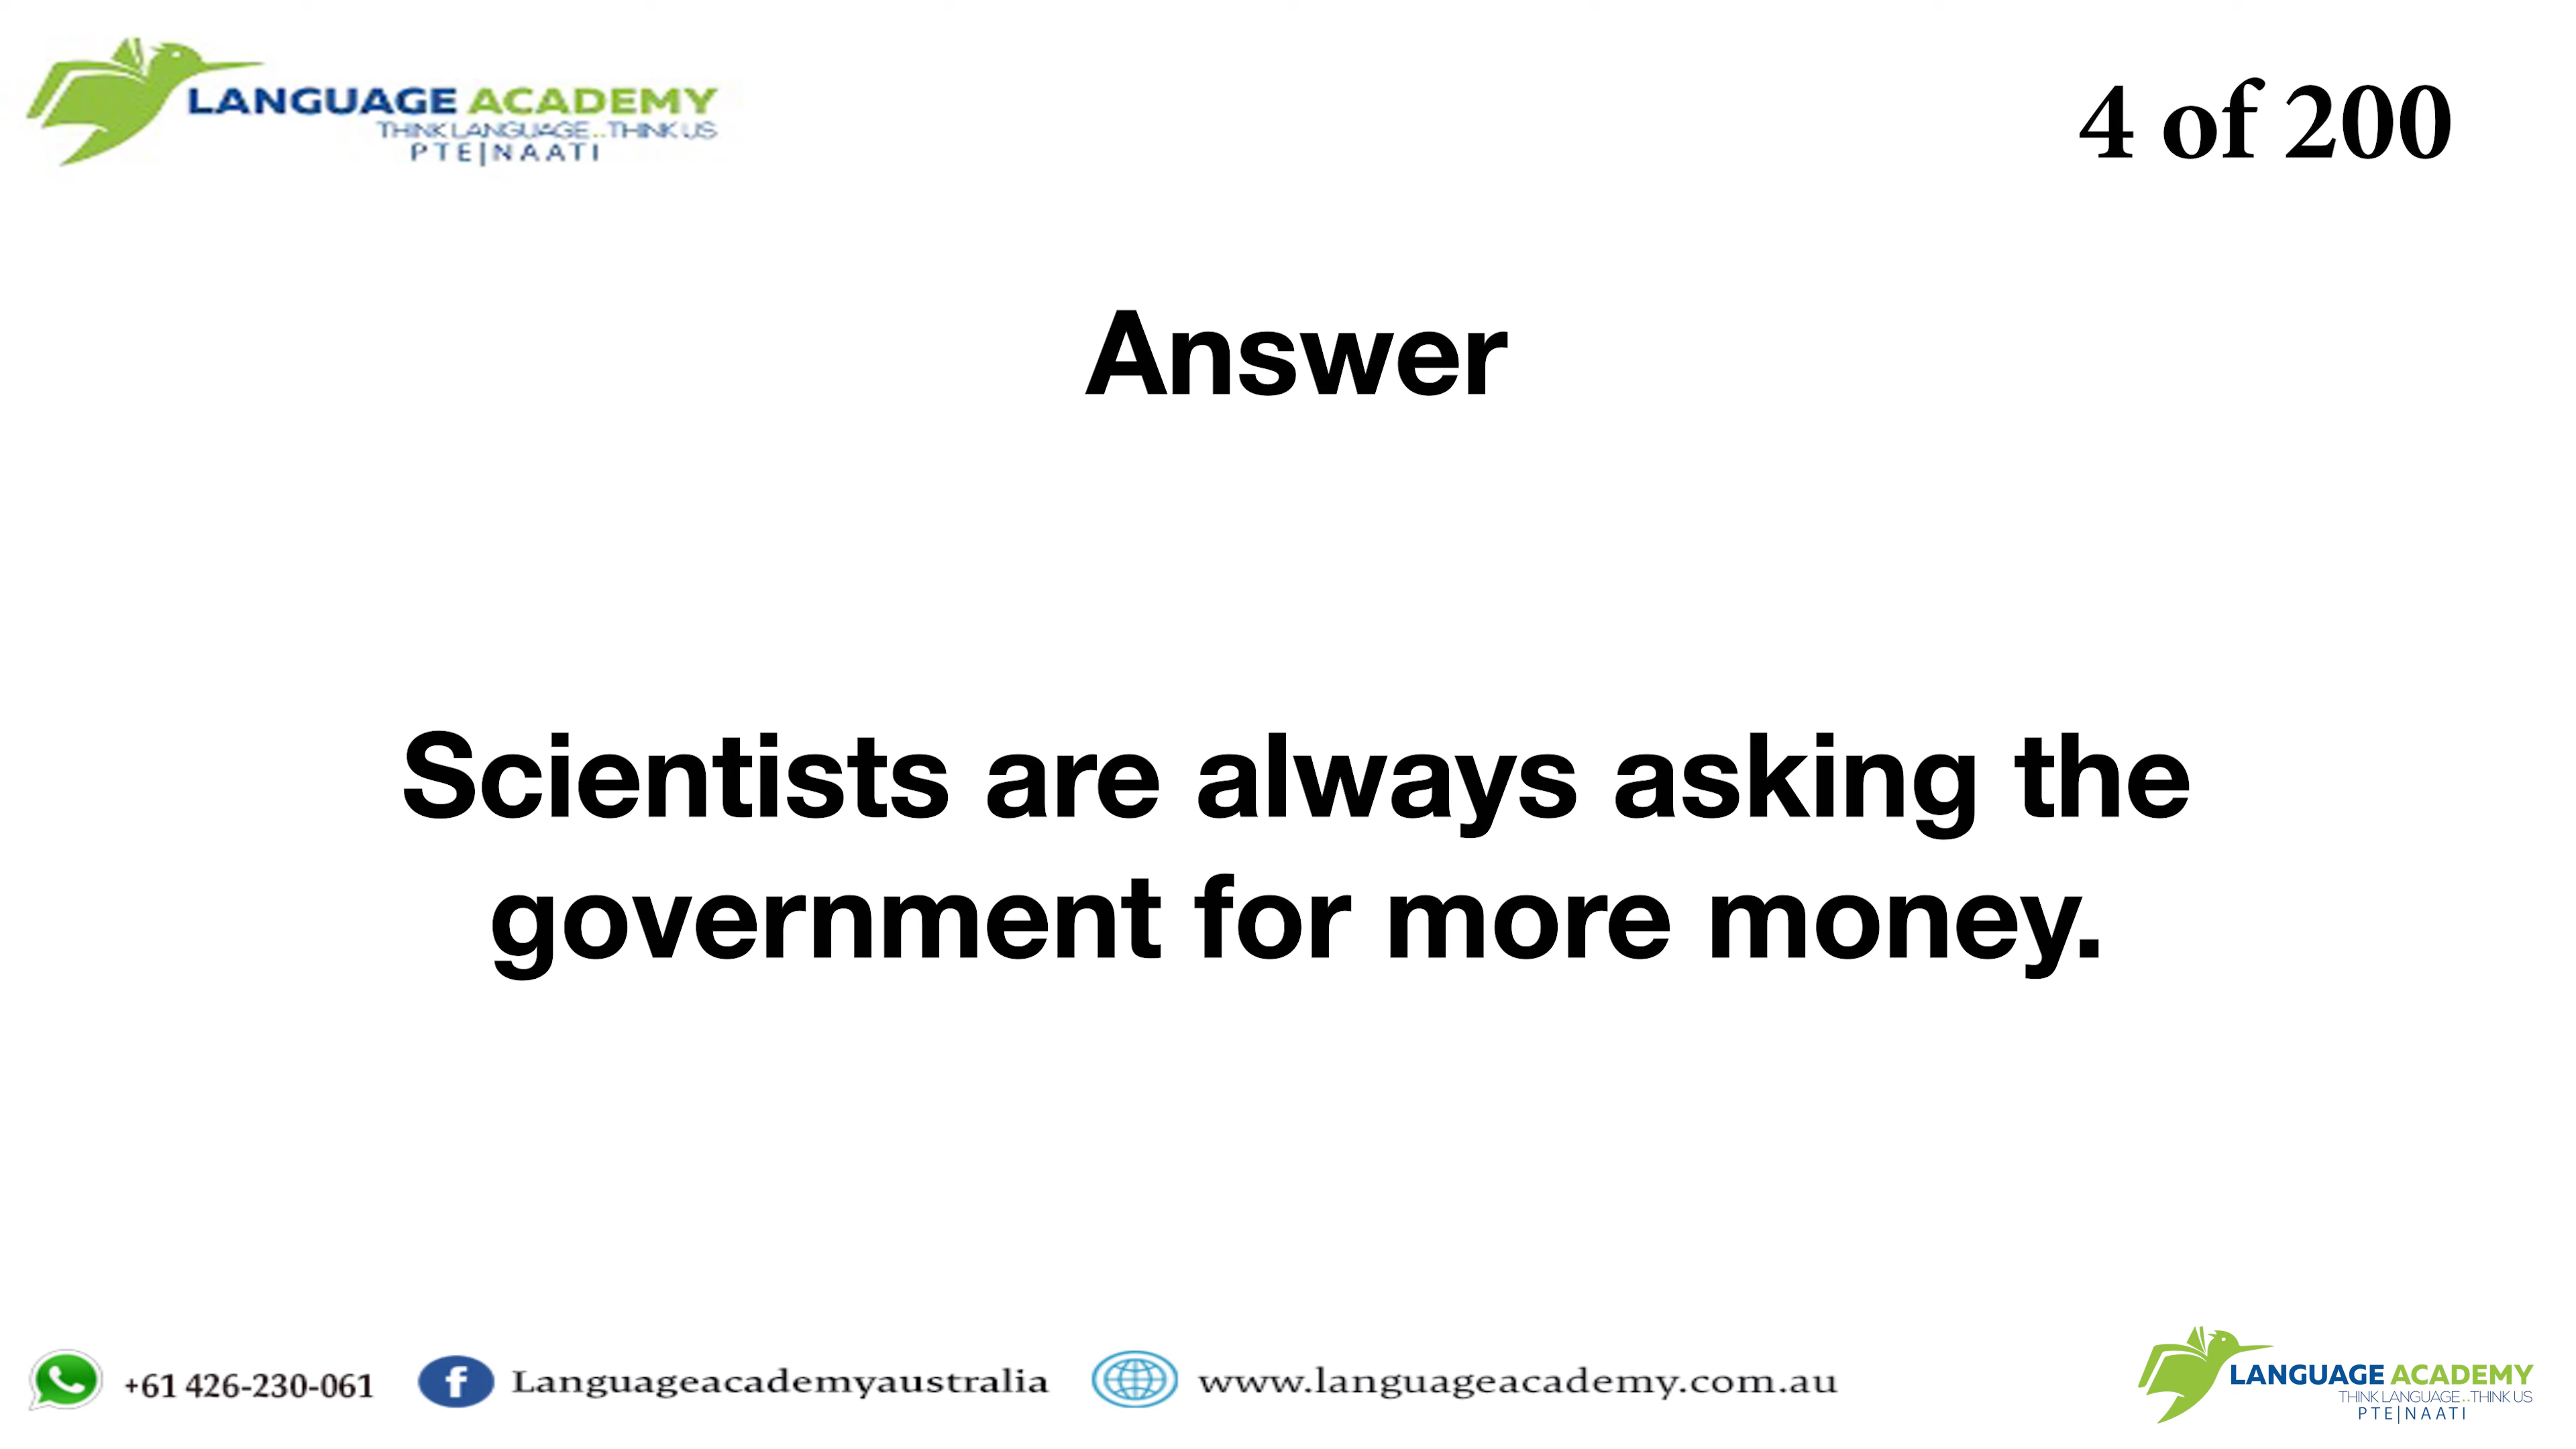 LANGUAGE ACADEMY
THINK LANGUAGE..THINK US
PTE|NAATI
4 of 200
Answer
Scientists are always asking the
government for more money.
+61 426-230-061
Languageacademyaustralia
www.languageacademy.com.au
LANGUAGE ACADEMY
THINK LANGUAGE..THINK US
PTE|NAATI